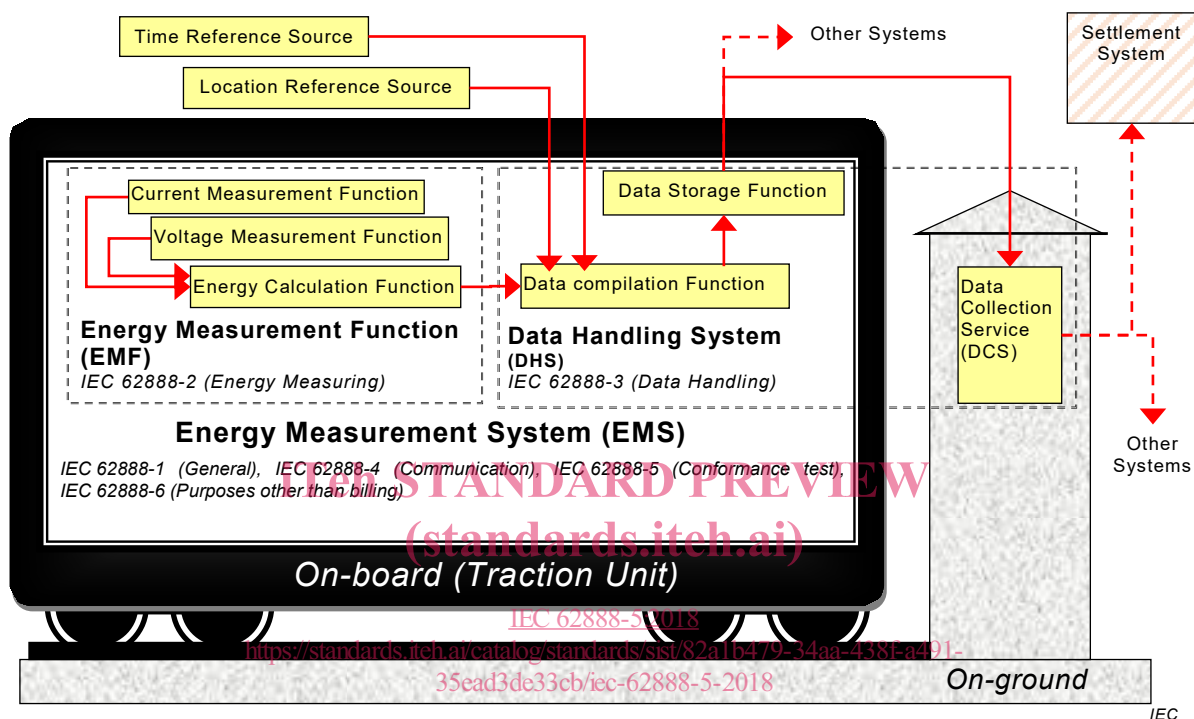 Time Reference Source
Location Reference Source
Other Systems
Settlement
System
Current Measurement Function
Voltage Measurement Function
Energy Calculation Function
Energy Measurement Function
(EMF)
IEC 62888-2 (Energy Measuring)
Data Storage Function
Data compilation Function
Data Handling System
(DHS)
IEC 62888-3 (Data Handling)
Data
Collection
Service
(DCS)
Other
Systems
Energy Measurement System (EMS)
IEC 62888-1 (General), IEC 62888-4 (Communication), IEC 62888-5 (Conformance test),
IEC 62888-6 (Purposes other than billing)
iTeh STANDARD PREVIEW
(standards.iteh.ai)
On-board (Traction Unit)
IEC 62888-5:2018
https://standards.iteh.ai/catalog/standards/sist/82a1b479-34aa-438f-a491-
35ead3de33cb/iec-62888-5-2018
On-ground
IEC